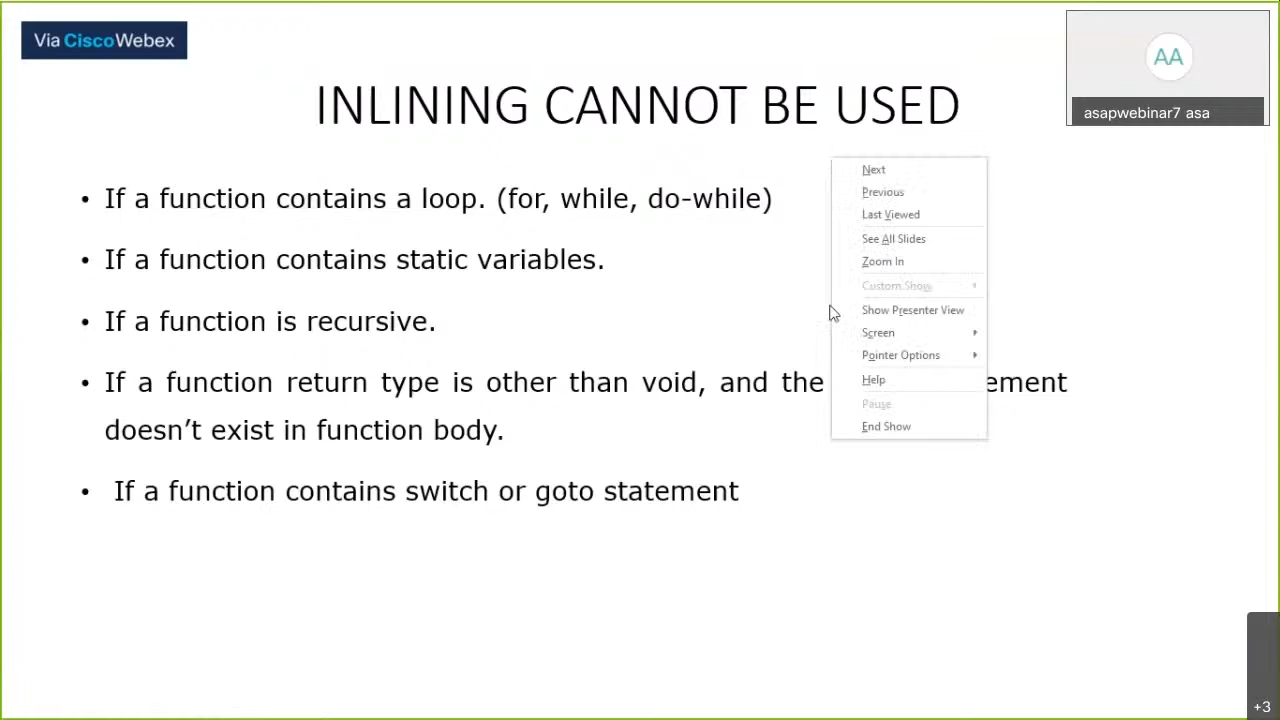 Via CiscoWebex
AA
asapwebinar7 asa
INLINING CANNOT BE USED
• If a function contains a loop. (for, while, do-while)
• If a function contains static variables.
• If a function is recursive.
• If a function return type is other than void, and the ement
doesn’t exist in function body.
• If a function contains switch or goto statement
Next
Previous
Last Viewed
See All Slides
Zoom In
Custom Show
Show Presenter View
Screen
Pointer Options
Help
Pause
End Show
+3